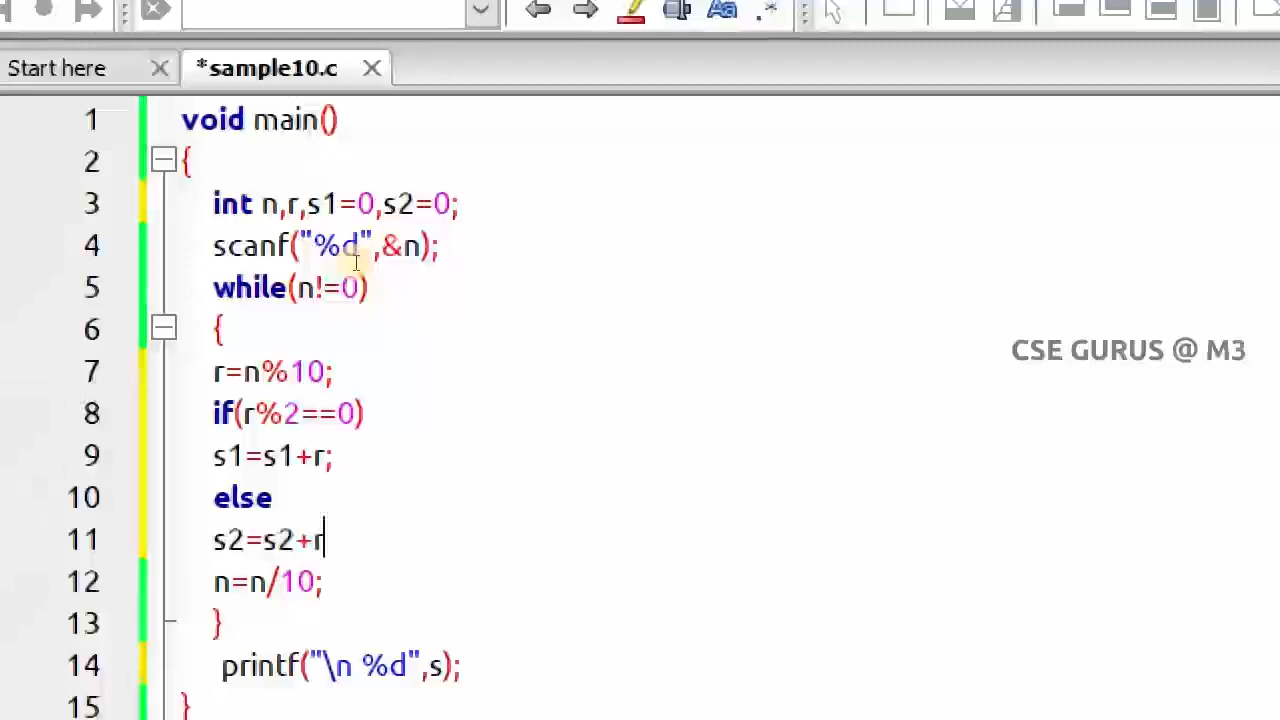 Start here
*sample10.c
1 void main()
2 {
3 int n,r,s1=0,s2=0;
4 scanf("%d",&n);
5 while(n!=0)
6 {
7 r=n%10;
8 if(r%2==0)
9 s1=s1+r;
10 else
11 s2=s2+r
12 n=n/10;
13 }
14 printf("\n %d",s);
15 }
CSE GURUS @ M3